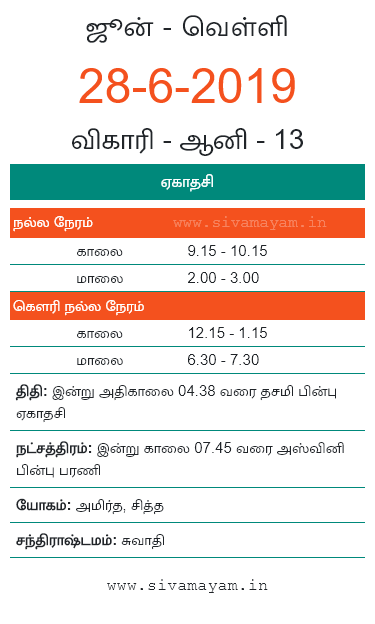 ஜூன் - வெள்ளி
28-6-2019
விகாரி - ஆனி - 13
ஏகாதசி
நல்ல நேரம் www.sivamayam.in
காலை 9.15 - 10.15
மாலை 2.00 - 3.00
கௌரி நல்ல நேரம்
காலை 12.15 - 1.15
மாலை 6.30 - 7.30
திதி: இன்று அதிகாலை 04.38 வரை தசமி பின்பு
ஏகாதசி
நட்சத்திரம்: இன்று காலை 07.45 வரை அஸ்வினி
பின்பு பரணி
யோகம்: அமிர்த, சித்த
சந்திராஷ்டமம்: சுவாதி
www.sivamayam.in